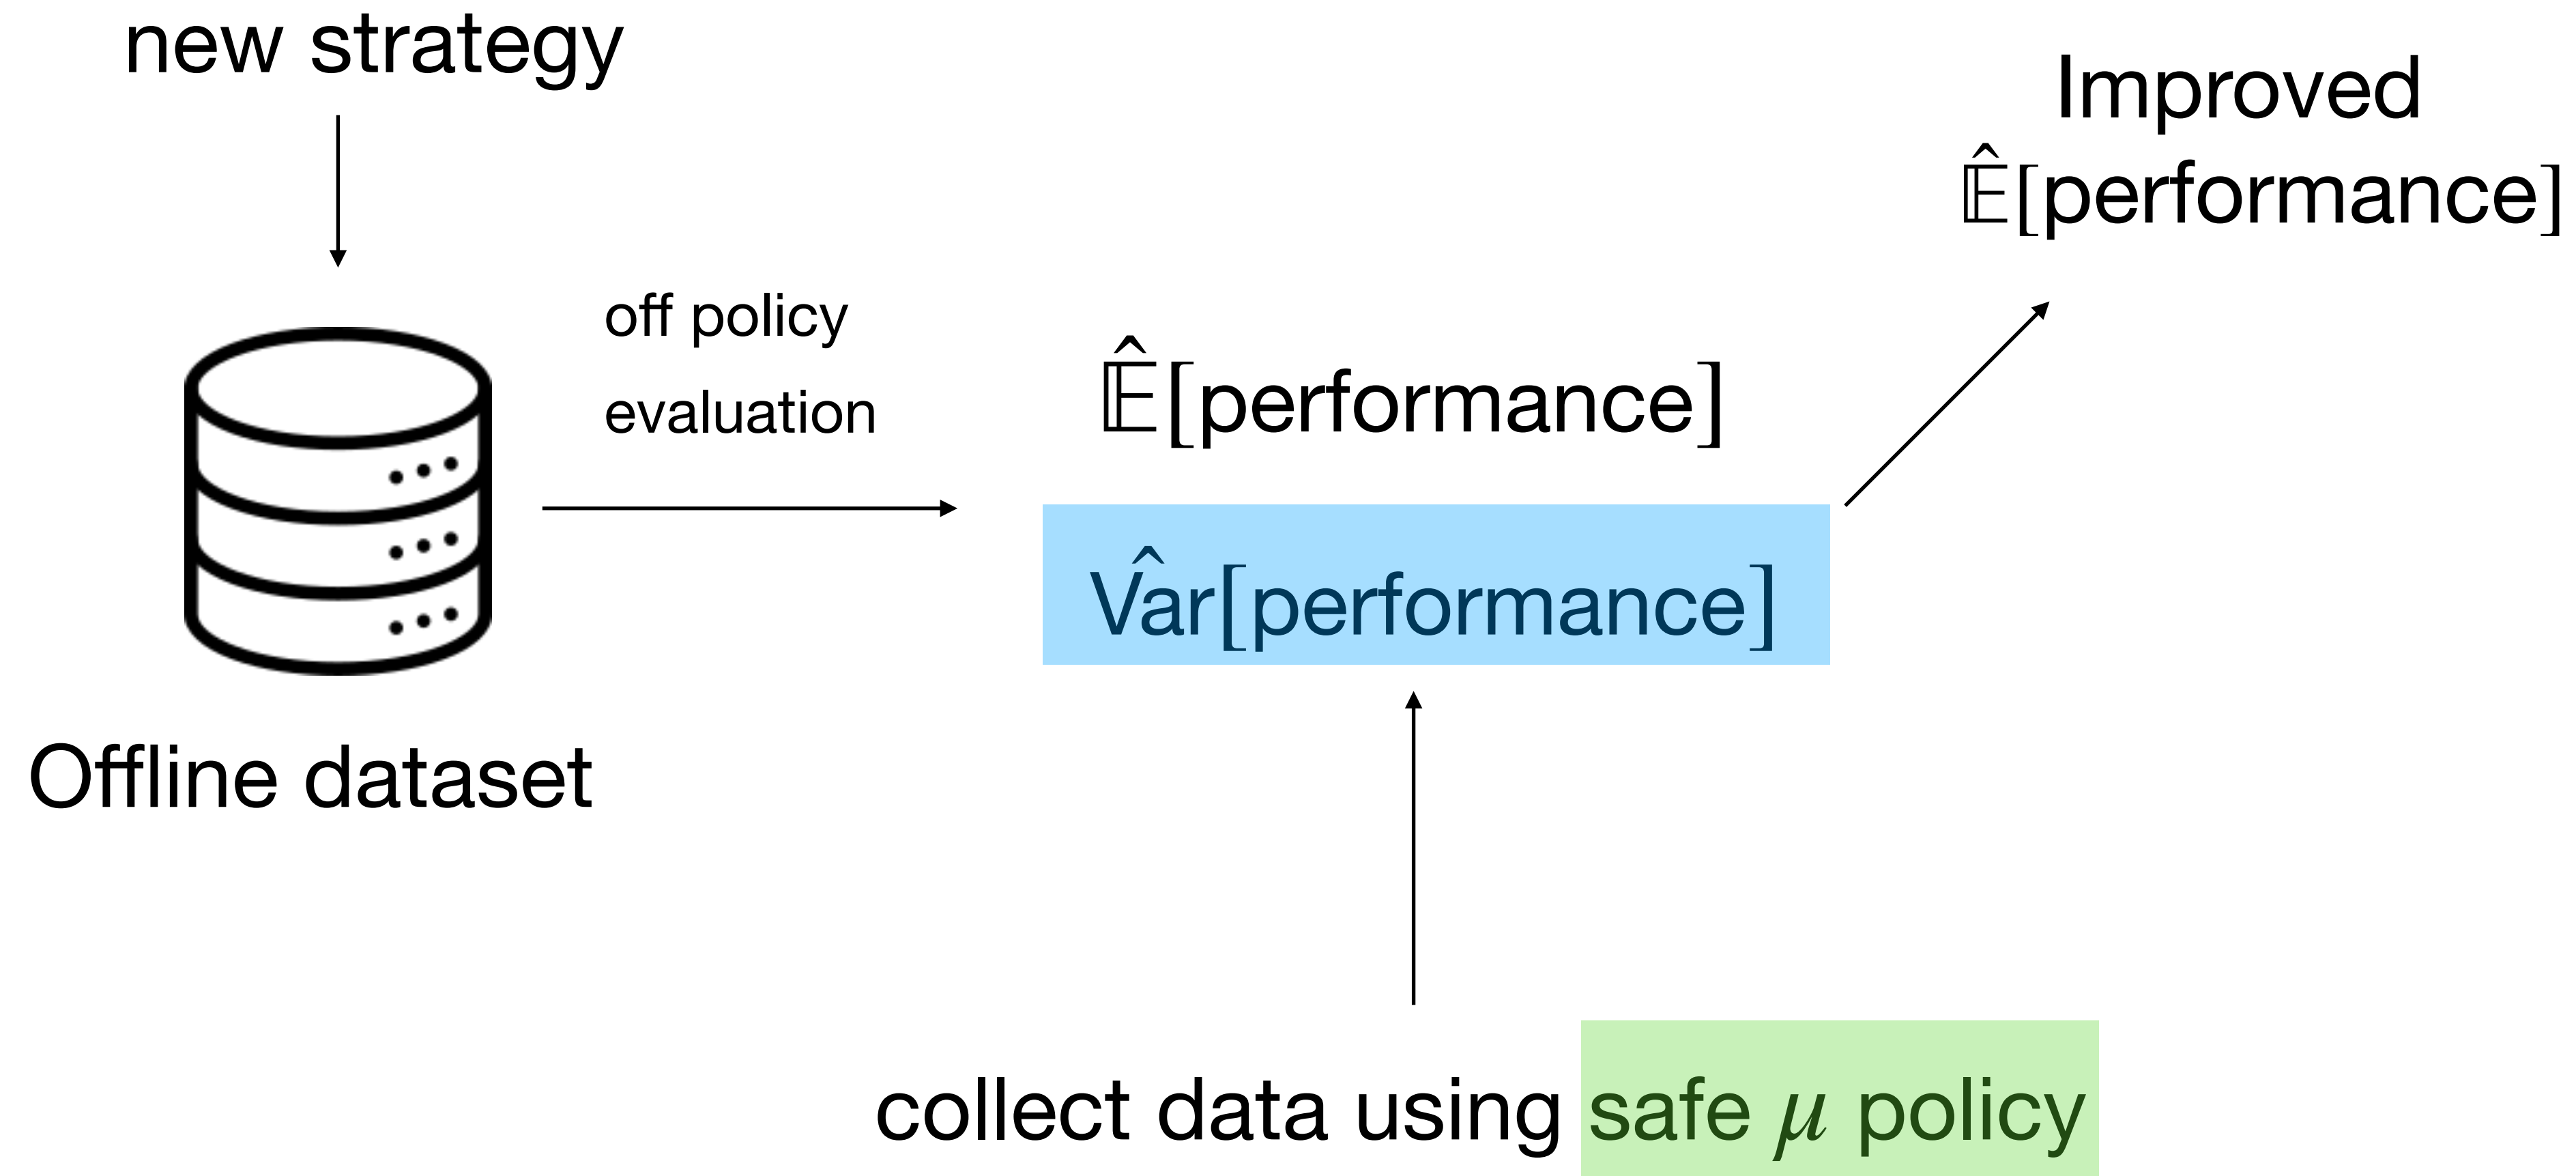 new strategy
Improved
𝔼̂[performance]
off policy
evaluation
𝔼̂[performance]
Vâr[performance]
Offline dataset
collect data using safe μ policy